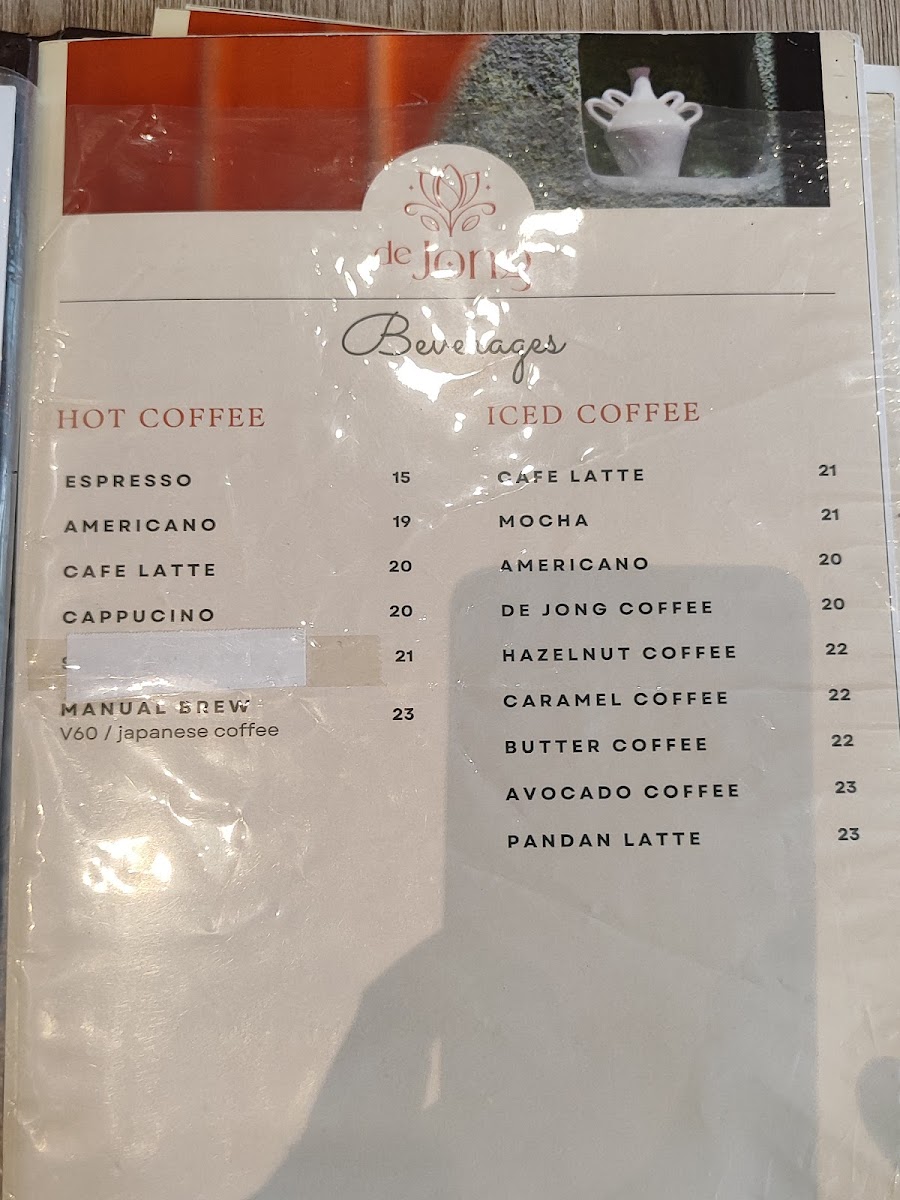 de Jong
Beverages
HOT COFFEE
ESPRESSO 15
AMERICANO 19
CAFE LATTE 20
CAPPUCINO 20
21
MANUAL BREW 23
V60 / japanese coffee
ICED COFFEE
CAFE LATTE 21
MOCHA 21
AMERICANO 20
DE JONG COFFEE 20
HAZELNUT COFFEE 22
CARAMEL COFFEE 22
BUTTER COFFEE 22
AVOCADO COFFEE 23
PANDAN LATTE 23